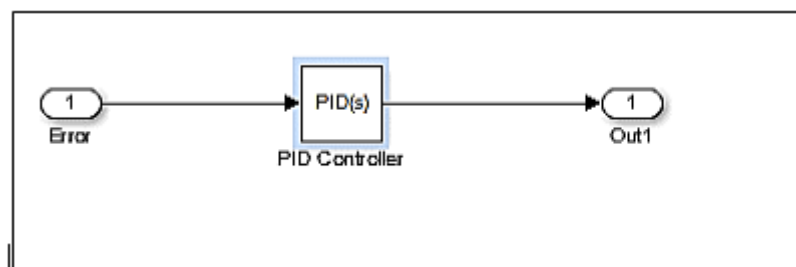 1
Error
PID(s)
PID Controller
1
Out1